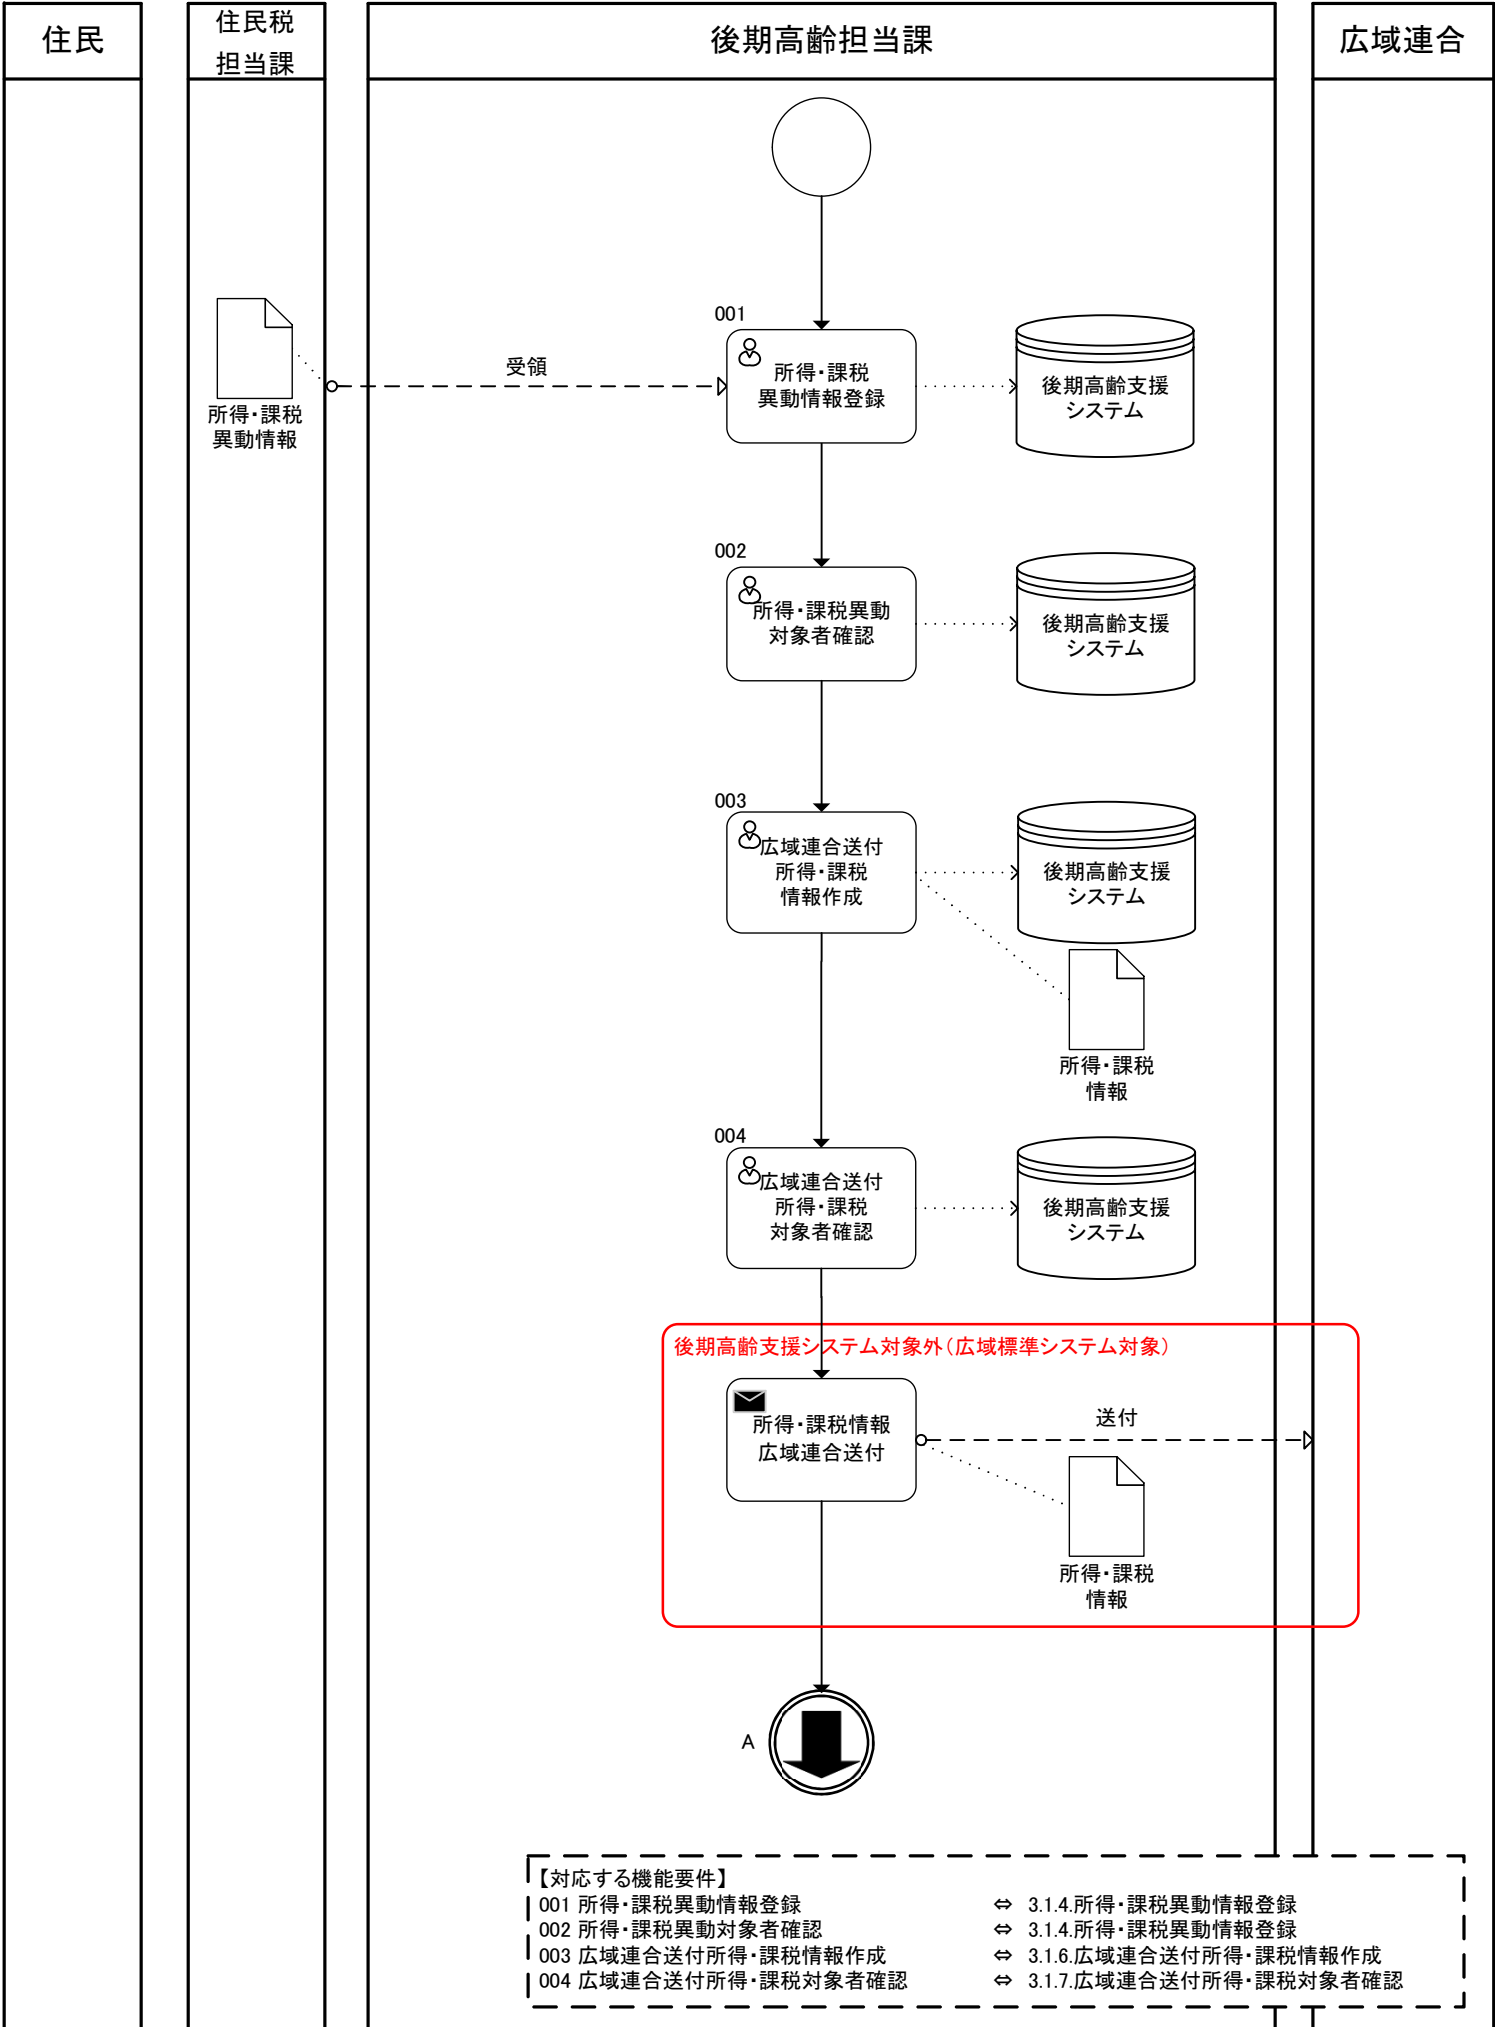 住民
住民税
担当課
後期高齢担当課
広域連合
001
所得・課税
異動情報登録
後期高齢支援
システム
受領
所得・課税
異動情報
002
所得・課税異動
対象者確認
後期高齢支援
システム
003
広域連合送付
所得・課税
情報作成
後期高齢支援
システム
所得・課税
情報
004
広域連合送付
所得・課税
対象者確認
後期高齢支援
システム
後期高齢支援システム対象外（広域標準システム対象）
所得・課税情報
広域連合送付
送付
所得・課税
情報
A
【対応する機能要件】
001 所得・課税異動情報登録 ⇔ 3.1.4.所得・課税異動情報登録
002 所得・課税異動対象者確認 ⇔ 3.1.4.所得・課税異動情報登録
003 広域連合送付所得・課税情報作成 ⇔ 3.1.6.広域連合送付所得・課税情報作成
004 広域連合送付所得・課税対象者確認 ⇔ 3.1.7.広域連合送付所得・課税対象者確認